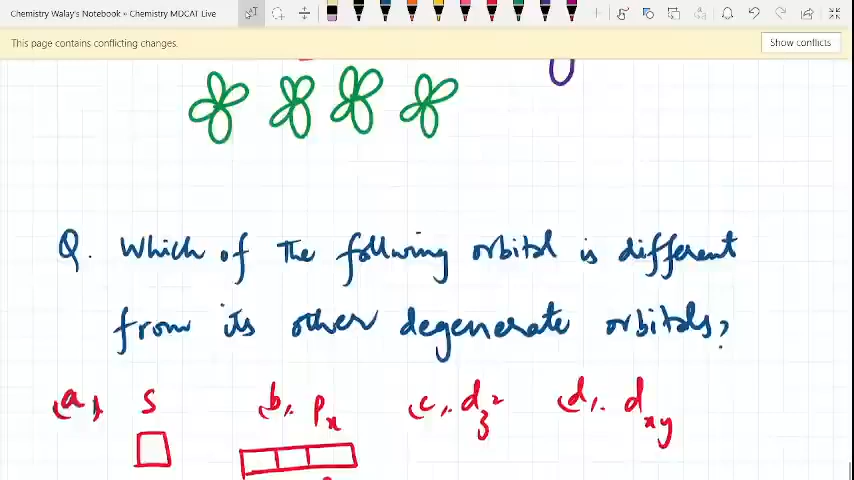 Chemistry Walay's Notebook » Chemistry MDCAT Live
This page contains conflicting changes.
Show conflicts
Q. Which of the following orbital is different
from its other degenerate orbitals?
(a) s (b) Px (c) dz² (d) dxy